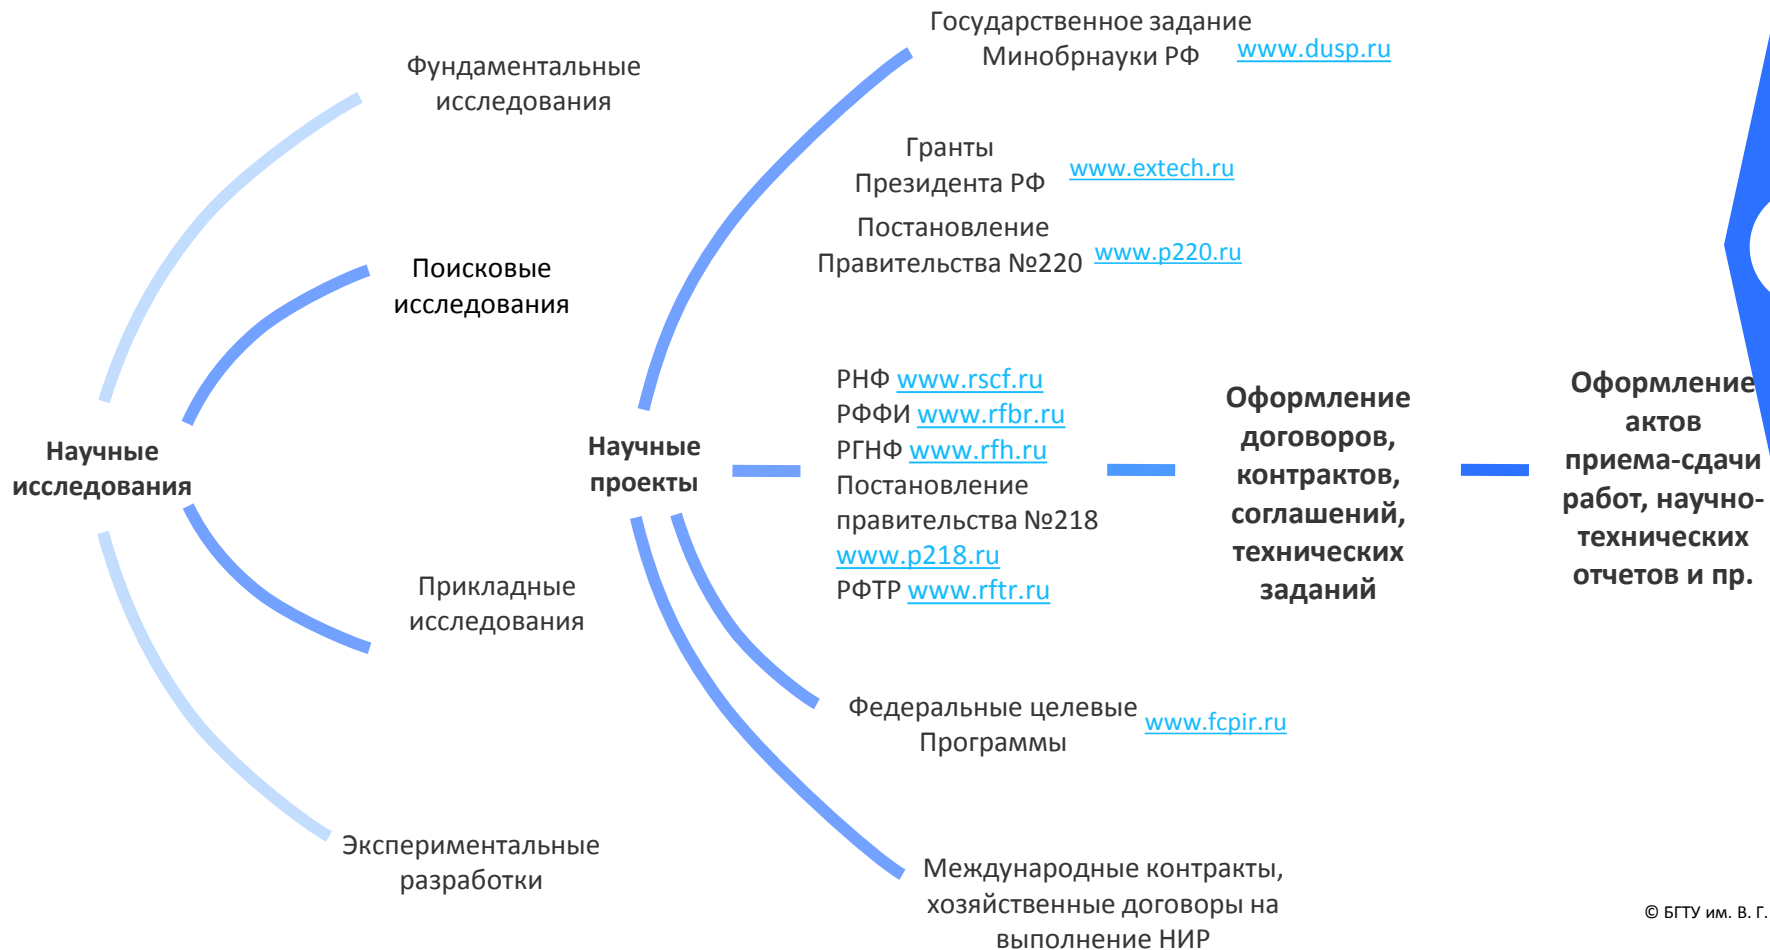 Научные
исследования
Фундаментальные
исследования
Поисковые
исследования
Прикладные
исследования
Экспериментальные
разработки
Научные
проекты
Государственное задание
Минобрнауки РФ www.dusp.ru
Гранты
Президента РФ www.extech.ru
Постановление
Правительства №220 www.p220.ru
РНФ www.rscf.ru
РФФИ www.rfbr.ru
РГНФ www.rfh.ru
Постановление
правительства №218
www.p218.ru
РФТР www.rftr.ru
Федеральные целевые
Программы www.fcpir.ru
Международные контракты,
хозяйственные договоры на
выполнение НИР
Оформление
договоров,
контрактов,
соглашений,
технических
заданий
Оформление
актов
приема-сдачи
работ, научно-
технических
отчетов и пр.
© БГТУ им. В. Г.